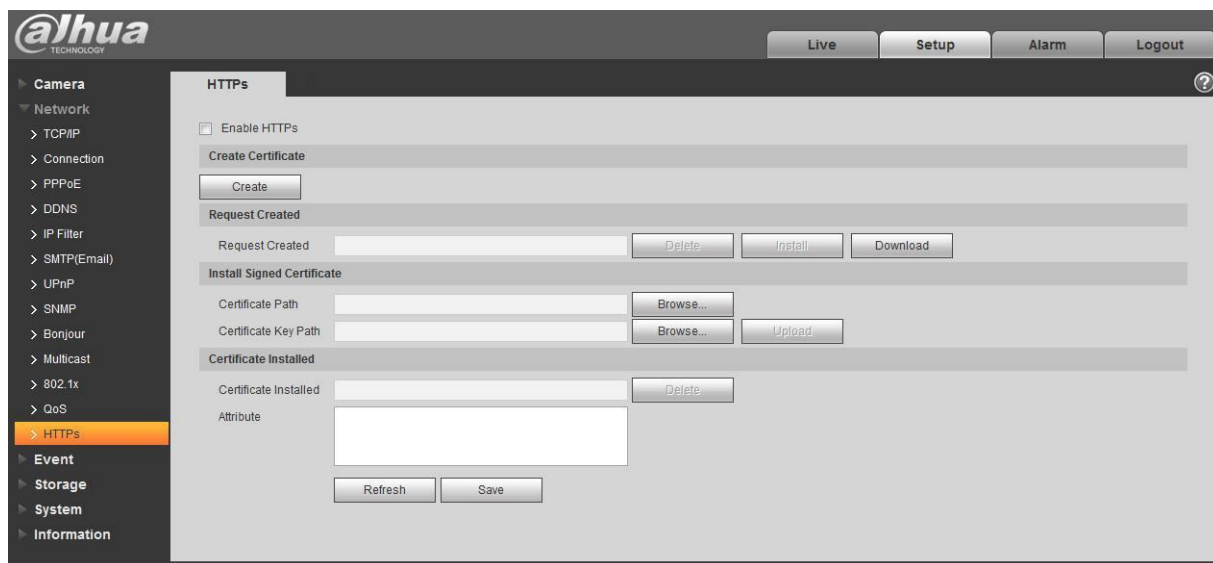 alhua
TECHNOLOGY
Live Setup Alarm Logout
Camera
Network
TCP/IP
Connection
PPPoE
DDNS
IP Filter
SMTP(Email)
UPnP
SNMP
Bonjour
Multicast
802.1x
QoS
HTTPs
Event
Storage
System
Information
HTTPs
?
Enable HTTPs
Create Certificate
Create
Request Created
Request Created Delete Install Download
Install Signed Certificate
Certificate Path Browse...
Certificate Key Path Browse... Upload
Certificate Installed
Certificate Installed Delete
Attribute
Refresh Save